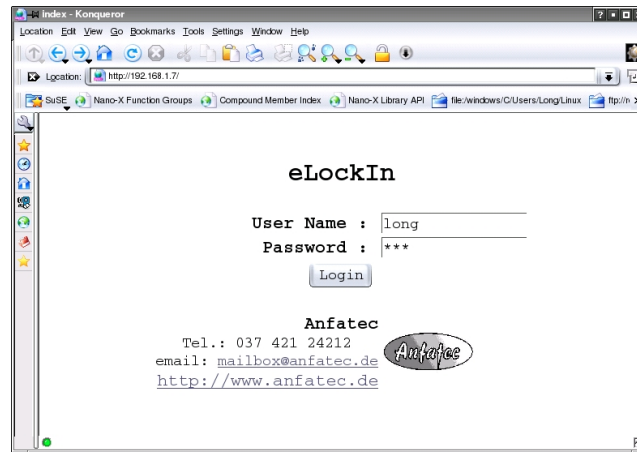 index - Konqueror
Location Edit View Go Bookmarks Tools Settings Window Help
Location: http://192.168.1.7/
SuSE Nano-X Function Groups Compound Member Index Nano-X Library API file:/windows/C/Users/Long/Linux ftp://n
eLockIn
User Name : long
Password : ***
Login
Anfatec
Tel.: 037 421 24212
email: mailbox@anfatec.de
http://www.anfatec.de
Anfatec